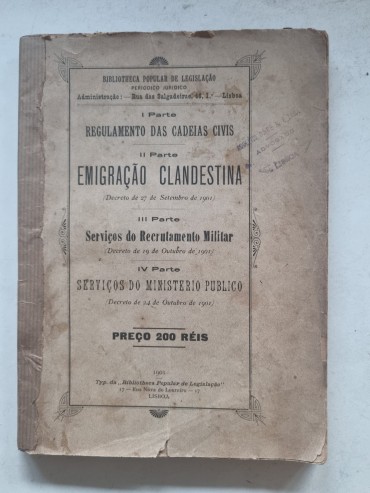 BIBLIOTHECA POPULAR DE LEGISLAÇÃO
PERIODICO JURIDICO
Administração: — Rua dos Salgadeiras, 48, 1.º — Lisboa
I Parte
REGULAMENTO DAS CADEIAS CIVIS
II Parte
EMIGRAÇÃO CLANDESTINA
(Decreto de 27 de Setembro de 1901)
III Parte
Serviços do Recrutamento Militar
(Decreto de 19 de Outubro de 1901)
IV Parte
SERVIÇOS DO MINISTERIO PUBLICO
(Decreto de 24 de Outubro de 1901)
PREÇO 200 RÉIS
Typ. da „Bibliotheca Popular de Legislação"
17 — Rua Nova do Loureiro — 17
LISBOA